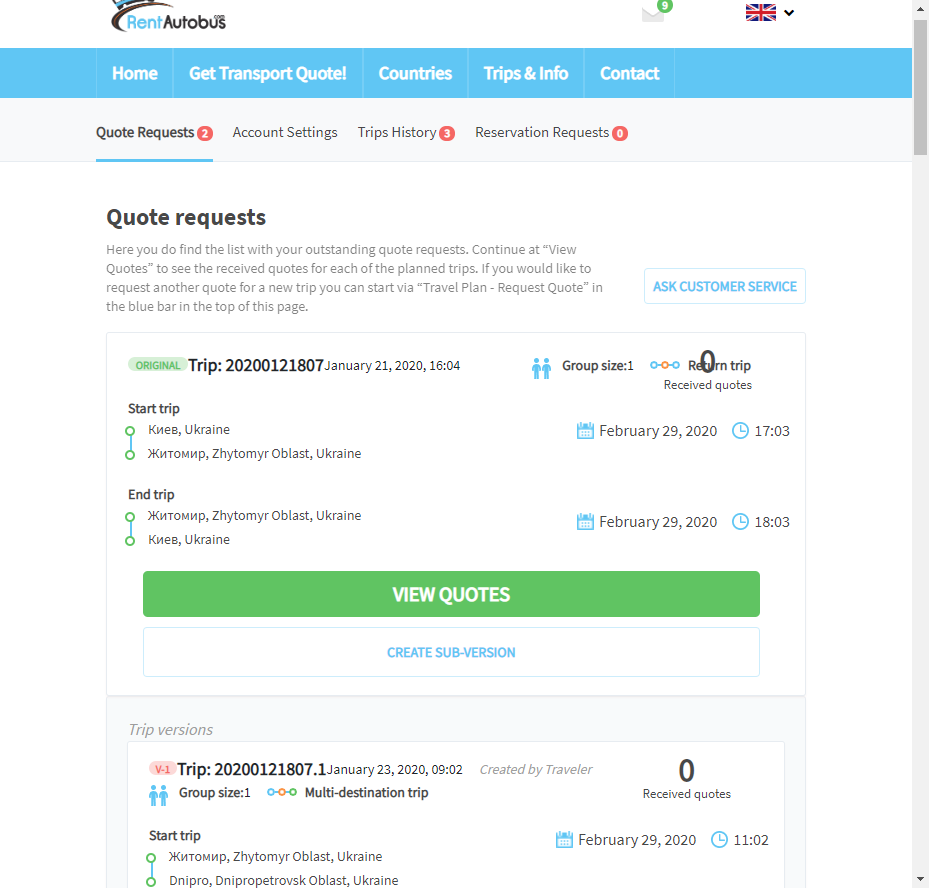 RentAutobus.com
9
Home Get Transport Quote! Countries Trips & Info Contact
Quote Requests 2 Account Settings Trips History 3 Reservation Requests 0
Quote requests
Here you do find the list with your outstanding quote requests. Continue at “View
Quotes” to see the received quotes for each of the planned trips. If you would like to
request another quote for a new trip you can start via “Travel Plan - Request Quote” in
the blue bar in the top of this page.
ASK CUSTOMER SERVICE
ORIGINAL Trip: 20200121807 January 21, 2020, 16:04 Group size:1 Return trip
0
Received quotes
Start trip
Киев, Ukraine
Житомир, Zhytomyr Oblast, Ukraine
February 29, 2020 17:03
End trip
Житомир, Zhytomyr Oblast, Ukraine
Киев, Ukraine
February 29, 2020 18:03
VIEW QUOTES
CREATE SUB-VERSION
Trip versions
V-1 Trip: 20200121807.1 January 23, 2020, 09:02 Created by Traveler
0
Received quotes
Group size:1 Multi-destination trip
Start trip
February 29, 2020 11:02
Житомир, Zhytomyr Oblast, Ukraine
Dnipro, Dnipropetrovsk Oblast, Ukraine